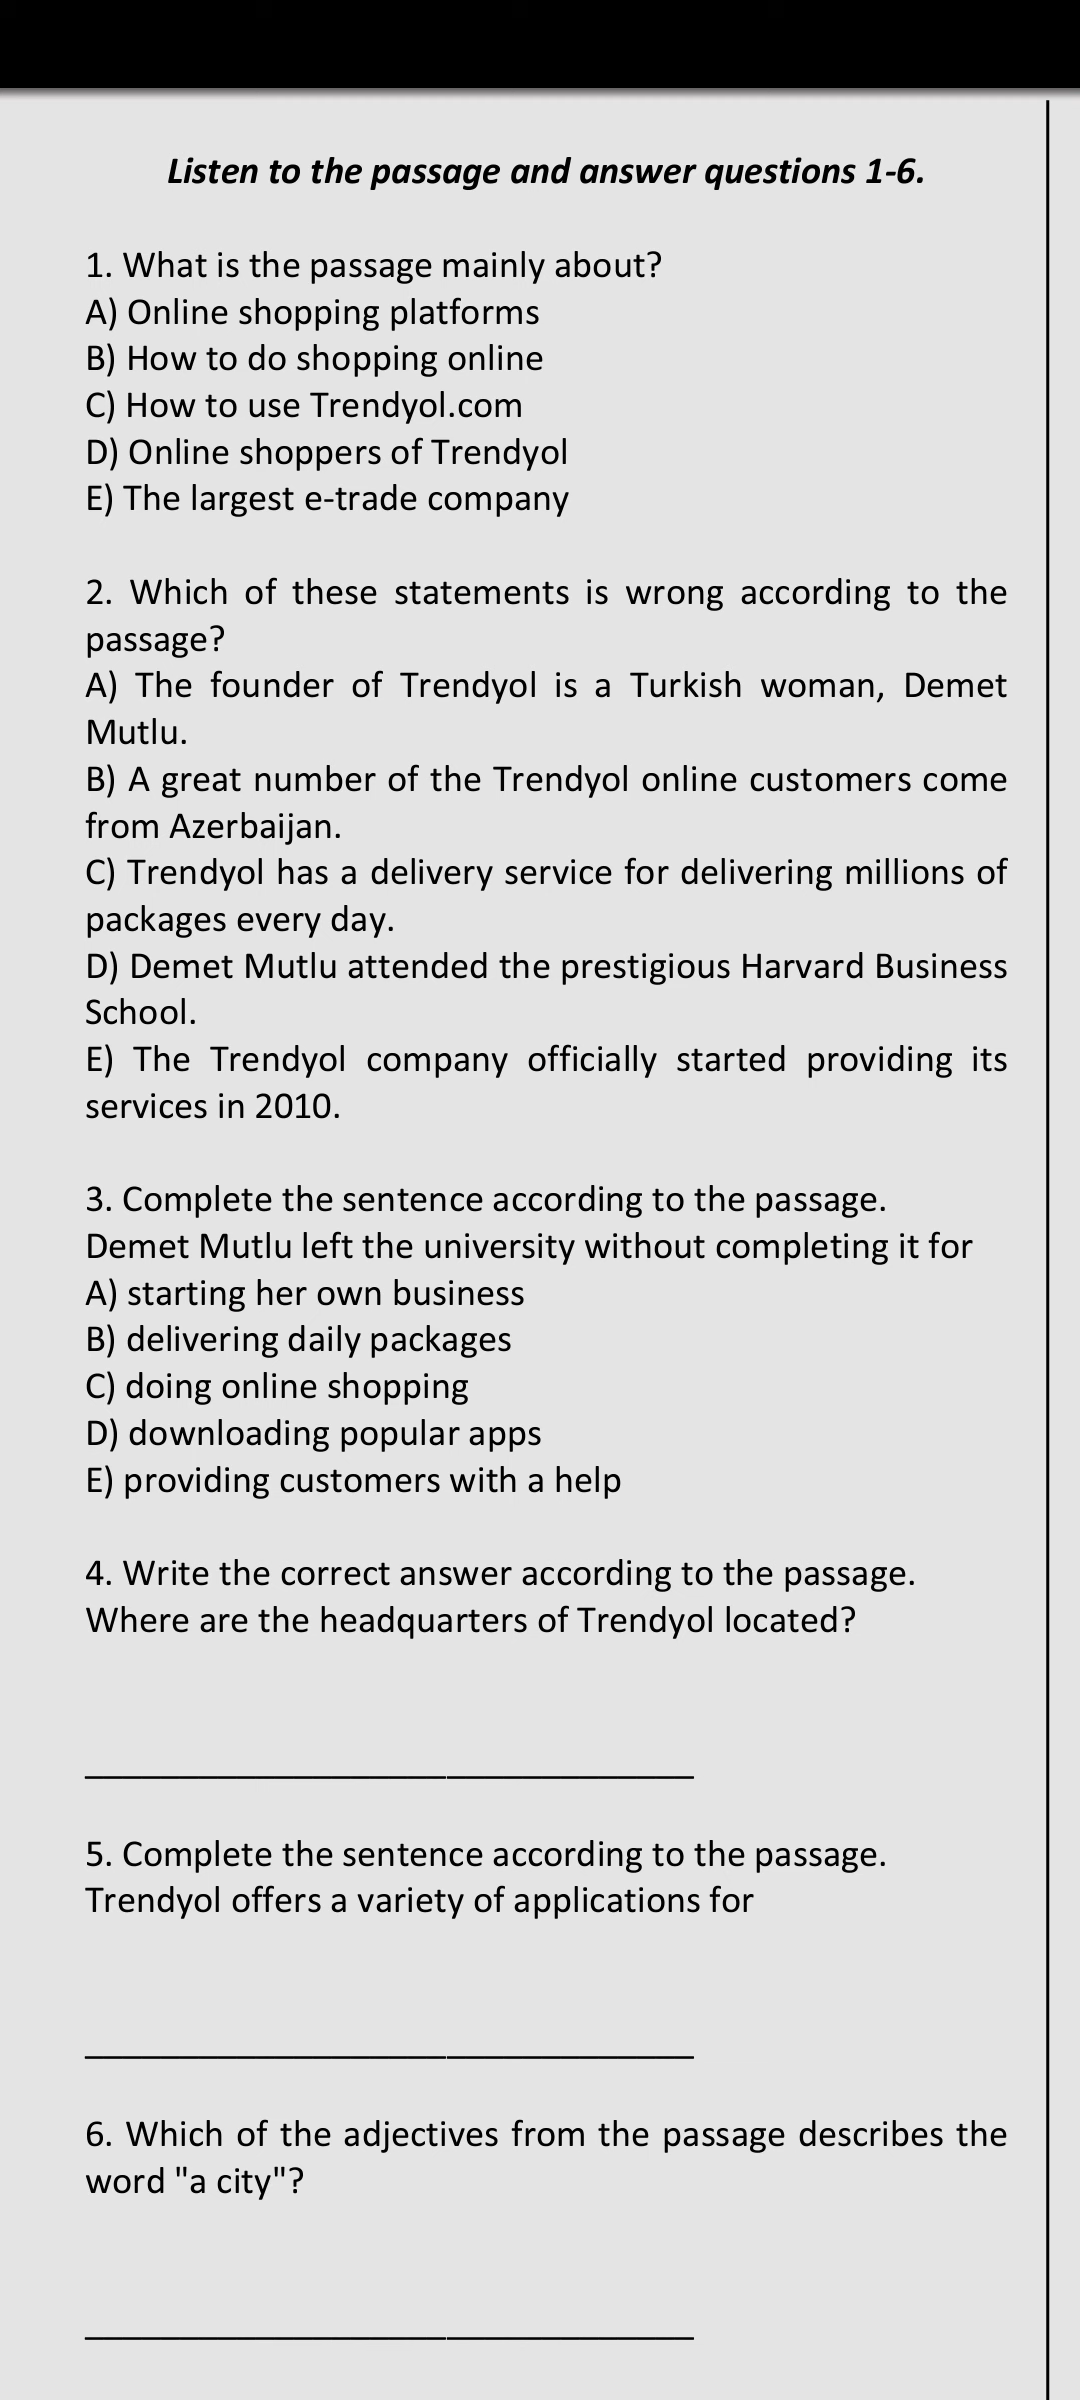 Listen to the passage and answer questions 1-6.
1. What is the passage mainly about?
A) Online shopping platforms
B) How to do shopping online
C) How to use Trendyol.com
D) Online shoppers of Trendyol
E) The largest e-trade company
2. Which of these statements is wrong according to the
passage?
A) The founder of Trendyol is a Turkish woman, Demet
Mutlu.
B) A great number of the Trendyol online customers come
from Azerbaijan.
C) Trendyol has a delivery service for delivering millions of
packages every day.
D) Demet Mutlu attended the prestigious Harvard Business
School.
E) The Trendyol company officially started providing its
services in 2010.
3. Complete the sentence according to the passage.
Demet Mutlu left the university without completing it for
A) starting her own business
B) delivering daily packages
C) doing online shopping
D) downloading popular apps
E) providing customers with a help
4. Write the correct answer according to the passage.
Where are the headquarters of Trendyol located?
5. Complete the sentence according to the passage.
Trendyol offers a variety of applications for
6. Which of the adjectives from the passage describes the
word "a city"?